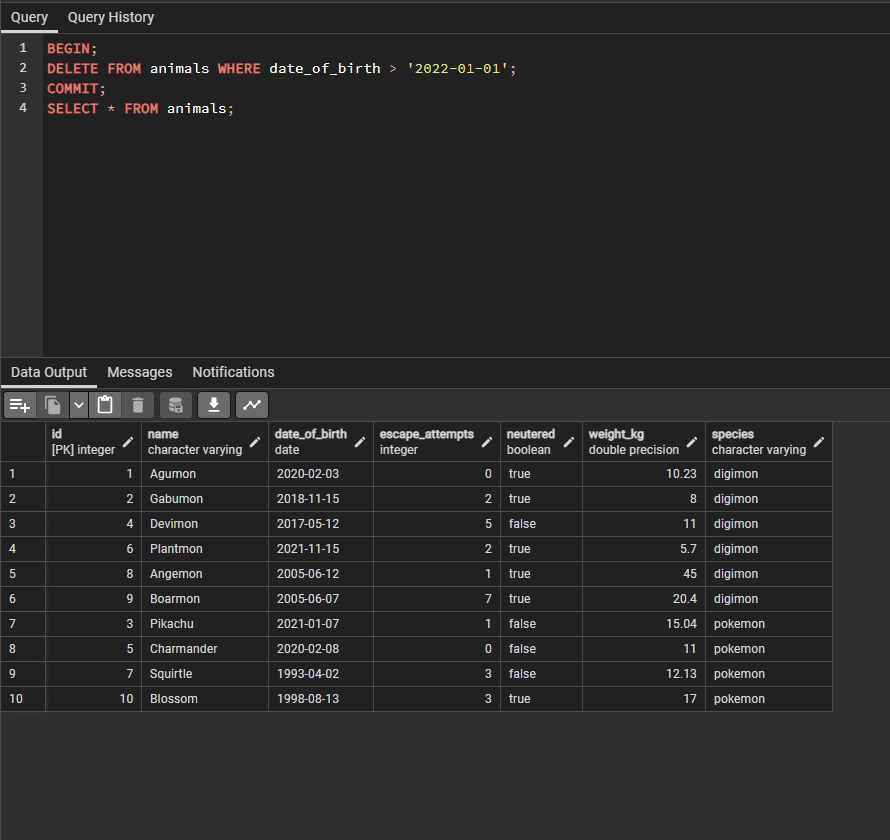 Query Query History
1 BEGIN;
2 DELETE FROM animals WHERE date_of_birth > '2022-01-01';
3 COMMIT;
4 SELECT * FROM animals;
Data Output Messages Notifications
id name date_of_birth escape_attempts neutered weight_kg species
[PK] integer character varying date integer boolean double precision character varying
1 1 Agumon 2020-02-03 0 true 10.23 digimon
2 2 Gabumon 2018-11-15 2 true 8 digimon
3 4 Devimon 2017-05-12 5 false 11 digimon
4 6 Plantmon 2021-11-15 2 true 5.7 digimon
5 8 Angemon 2005-06-12 1 true 45 digimon
6 9 Boarmon 2005-06-07 7 true 20.4 digimon
7 3 Pikachu 2021-01-07 1 false 15.04 pokemon
8 5 Charmander 2020-02-08 0 false 11 pokemon
9 7 Squirtle 1993-04-02 3 false 12.13 pokemon
10 10 Blossom 1998-08-13 3 true 17 pokemon